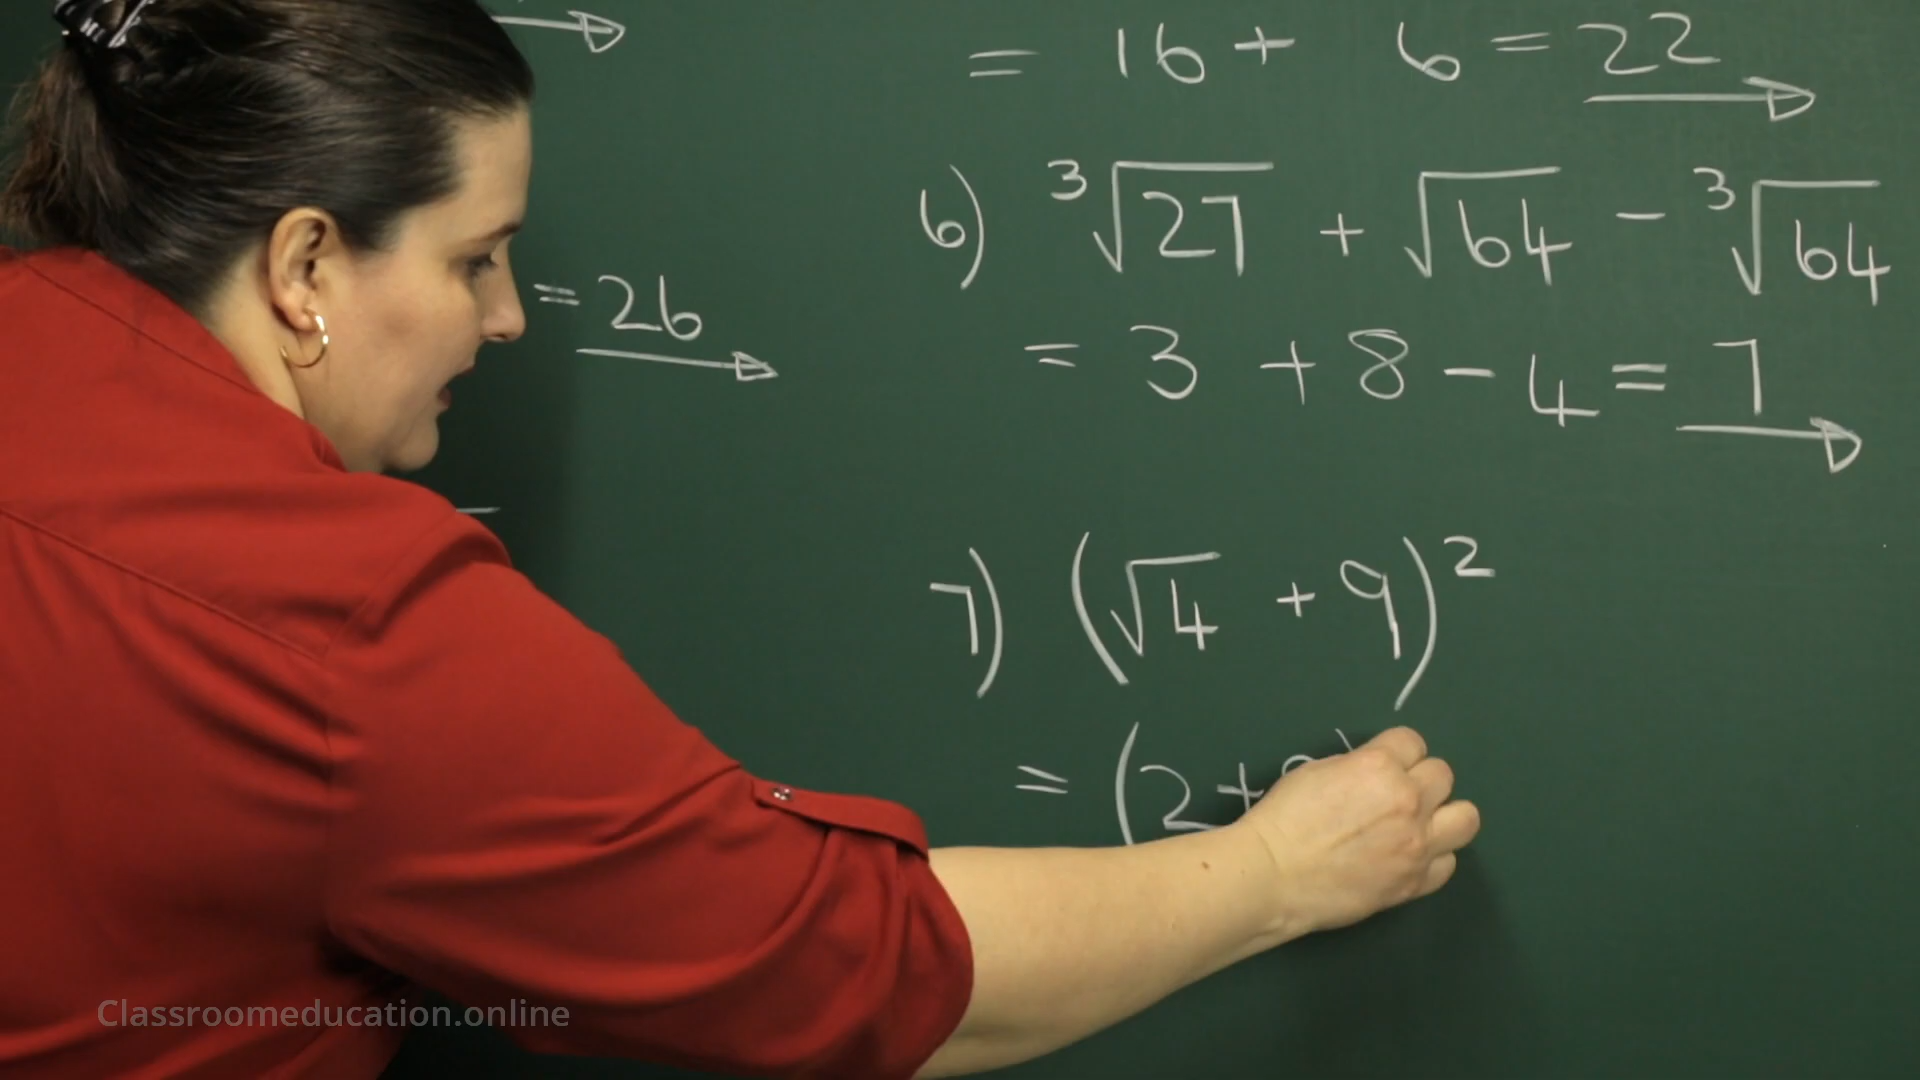 = 16 + 6 = 22
= 26
6) ³√27 + √64 − ³√64
= 3 + 8 − 4 = 7
7) (√4 + 9)²
= (2+9)
Classroomeducation.online